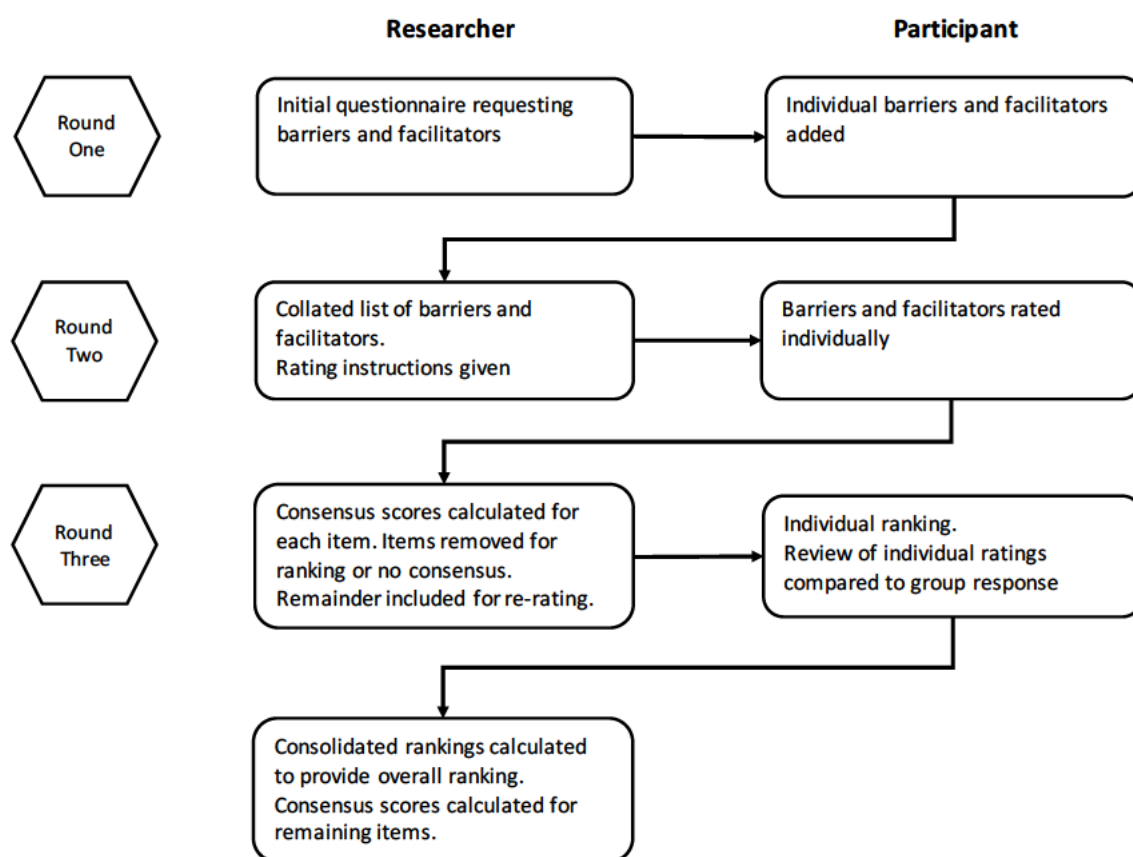 Researcher
Participant
Round
One
Initial questionnaire requesting
barriers and facilitators
Individual barriers and facilitators
added
Round
Two
Collated list of barriers and
facilitators.
Rating instructions given
Barriers and facilitators rated
individually
Round
Three
Consensus scores calculated for
each item. Items removed for
ranking or no consensus.
Remainder included for re-rating.
Individual ranking.
Review of individual ratings
compared to group response
Consolidated rankings calculated
to provide overall ranking.
Consensus scores calculated for
remaining items.